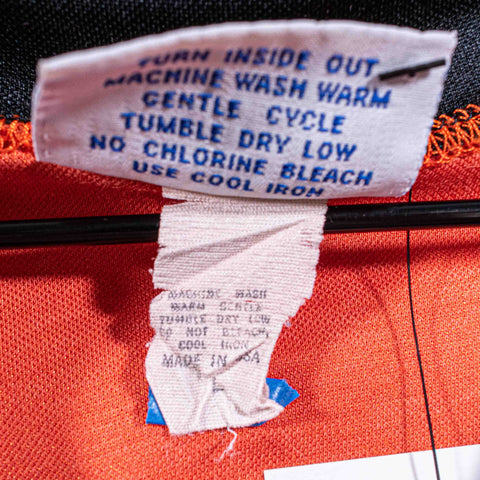 TURN INSIDE OUT
MACHINE WASH WARM
GENTLE CYCLE
TUMBLE DRY LOW
NO CHLORINE BLEACH
USE COOL IRON
MACHINE WASH
WARM GENTLE
TUMBLE DRY LOW
DO NOT BLEACH
COOL IRON
MADE IN USA